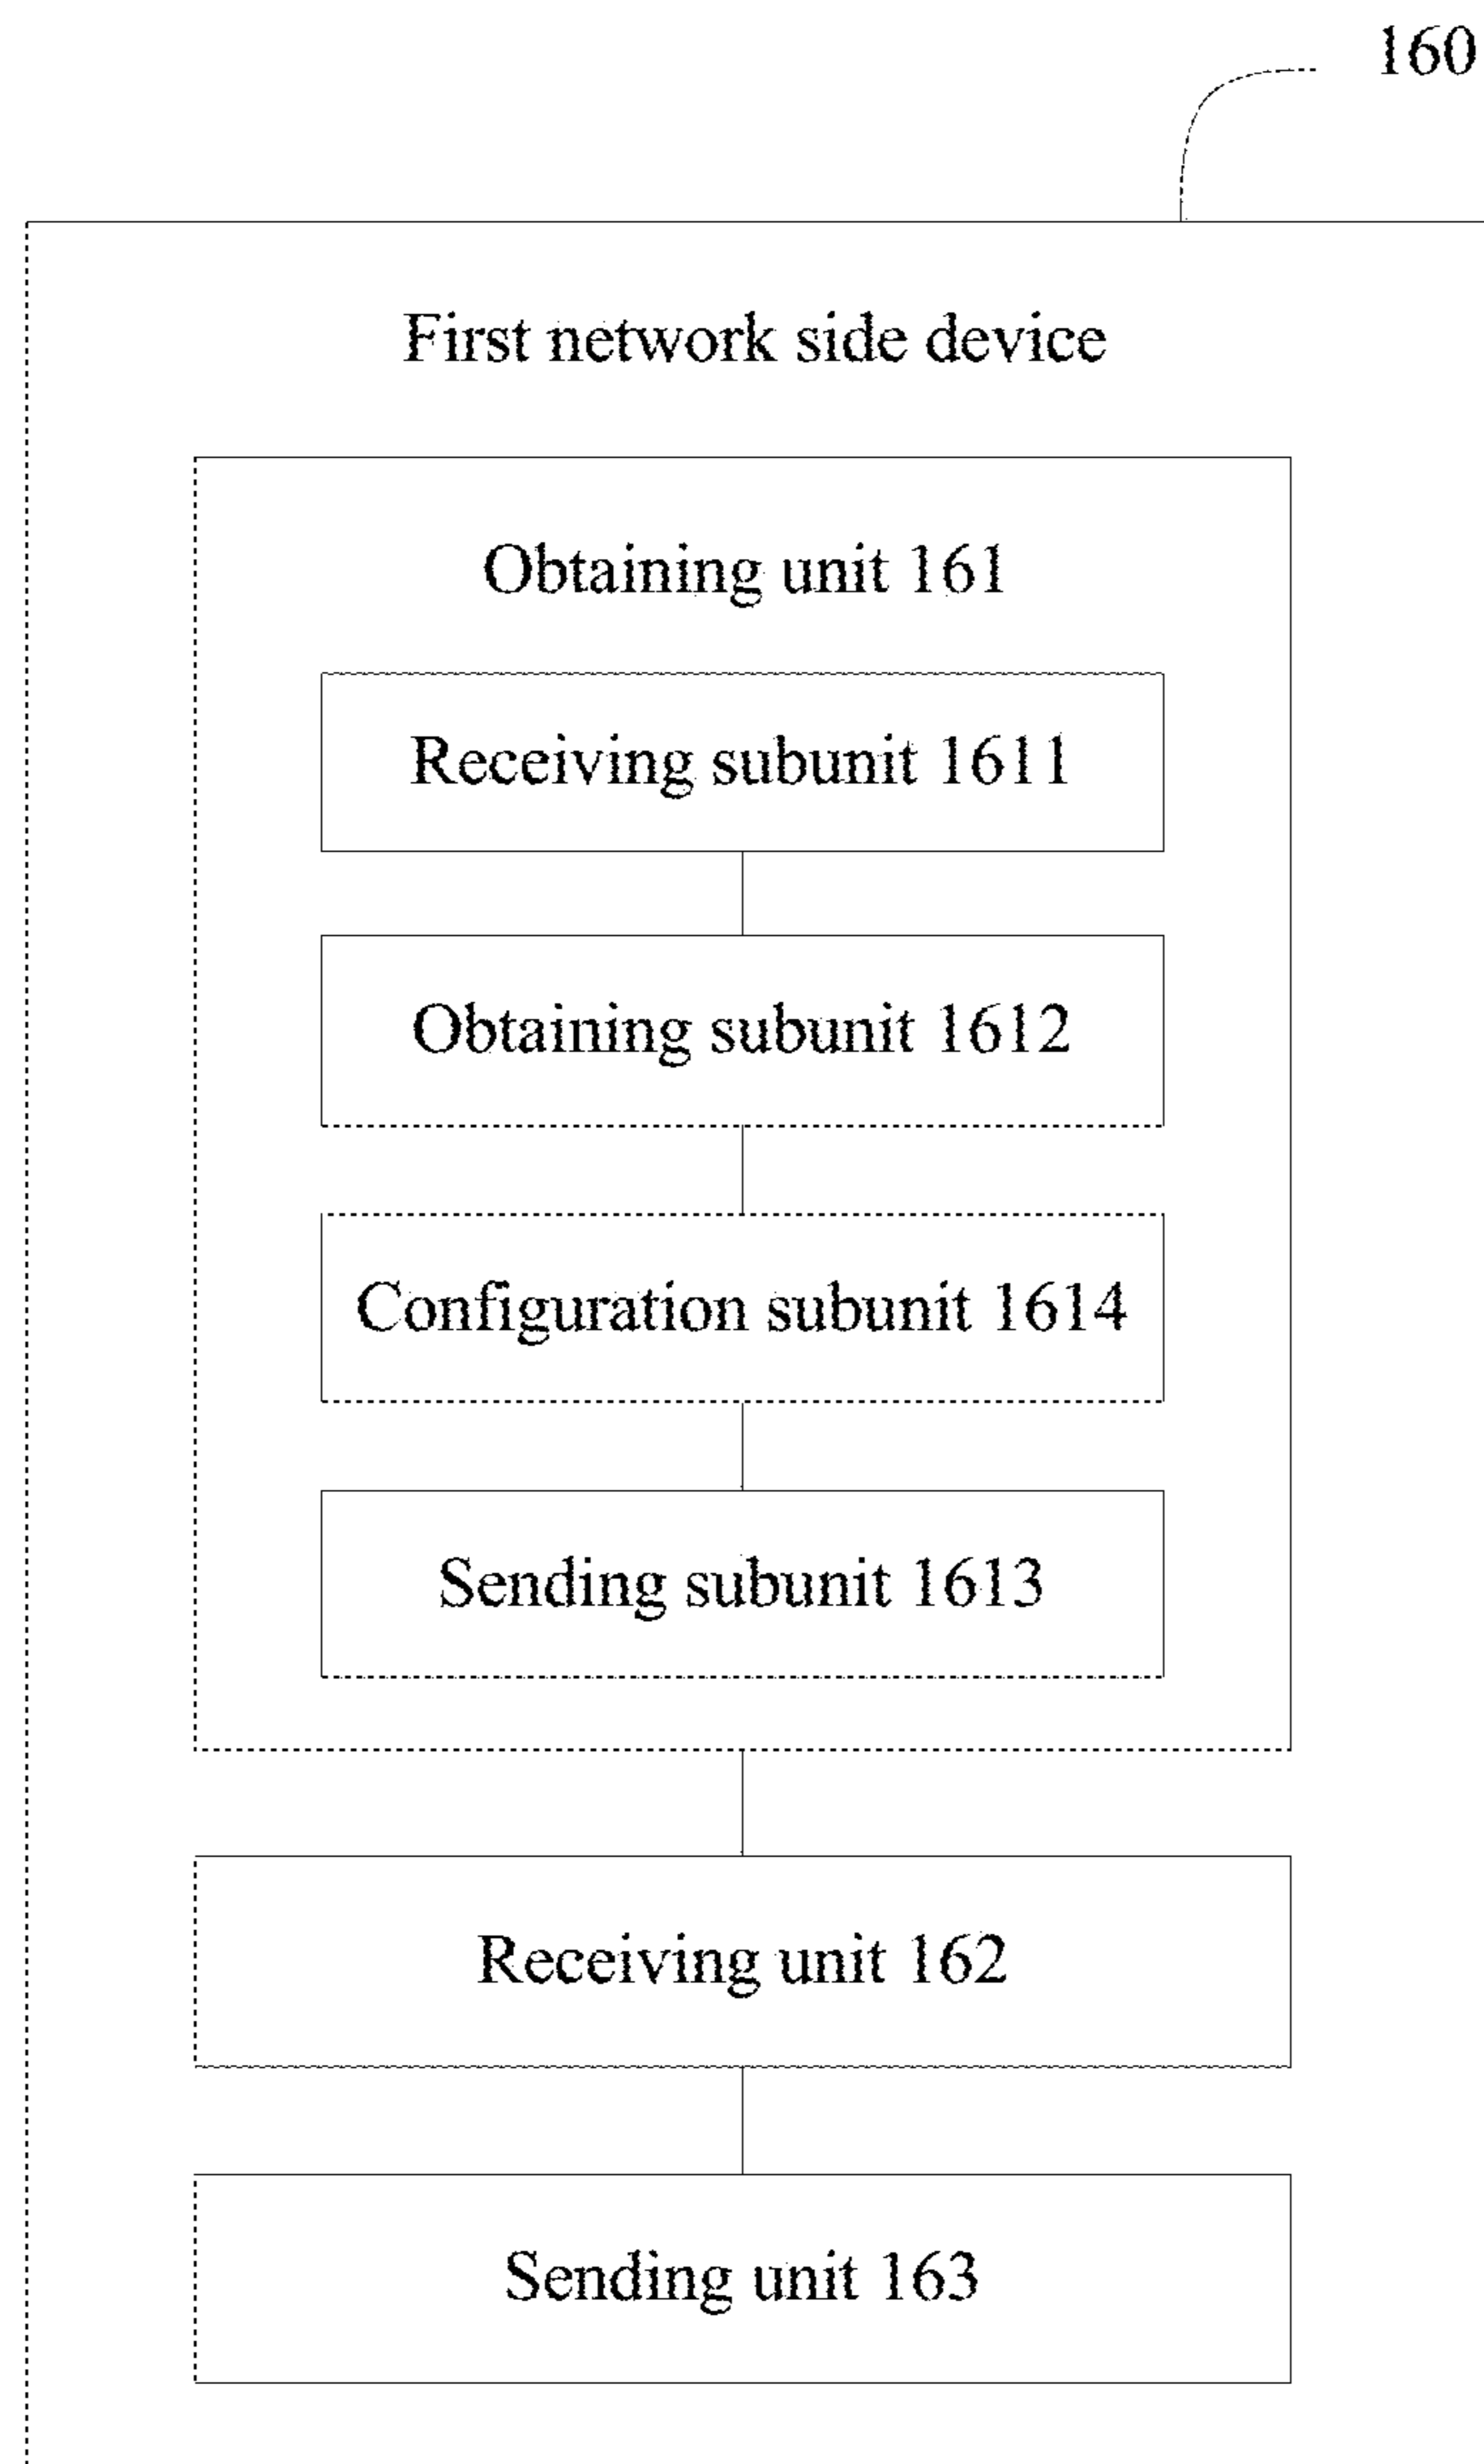 160
First network side device
Obtaining unit 161
Receiving subunit 1611
Obtaining subunit 1612
Configuration subunit 1614
Sending subunit 1613
Receiving unit 162
Sending unit 163